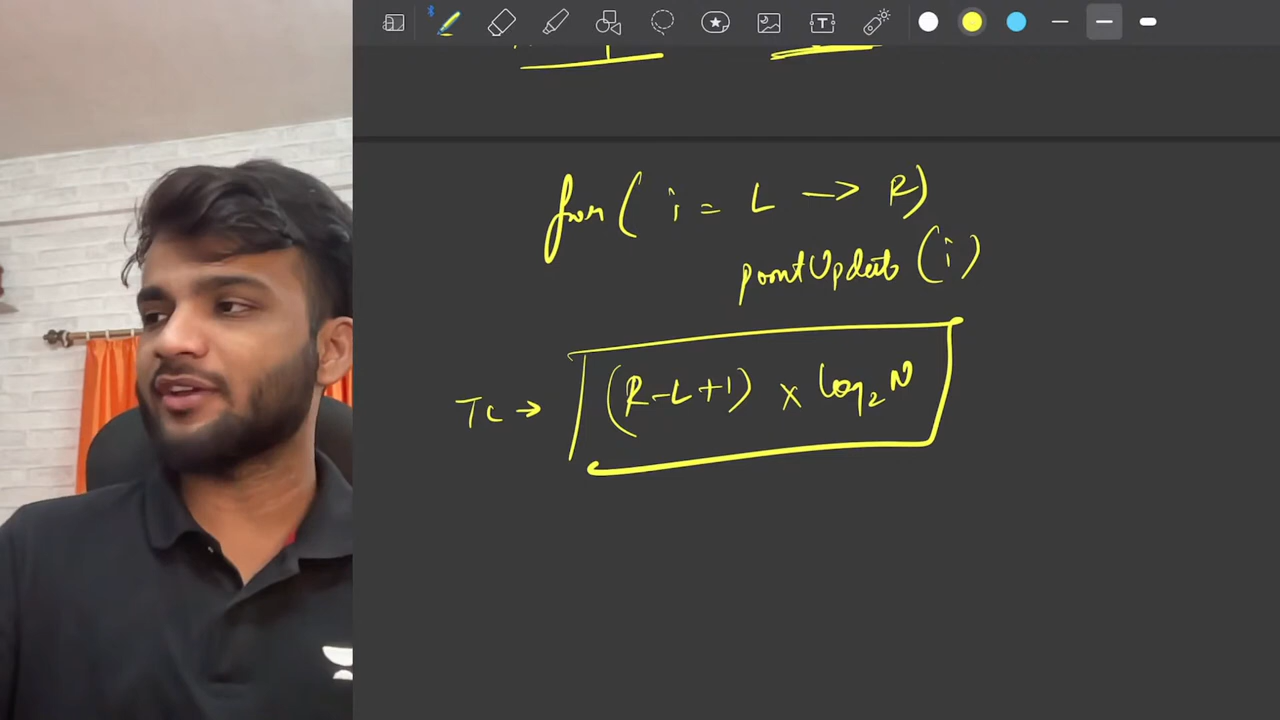 for( i = L → R)
pointUpdate(i)
TC → (R-L+1) x log₂N